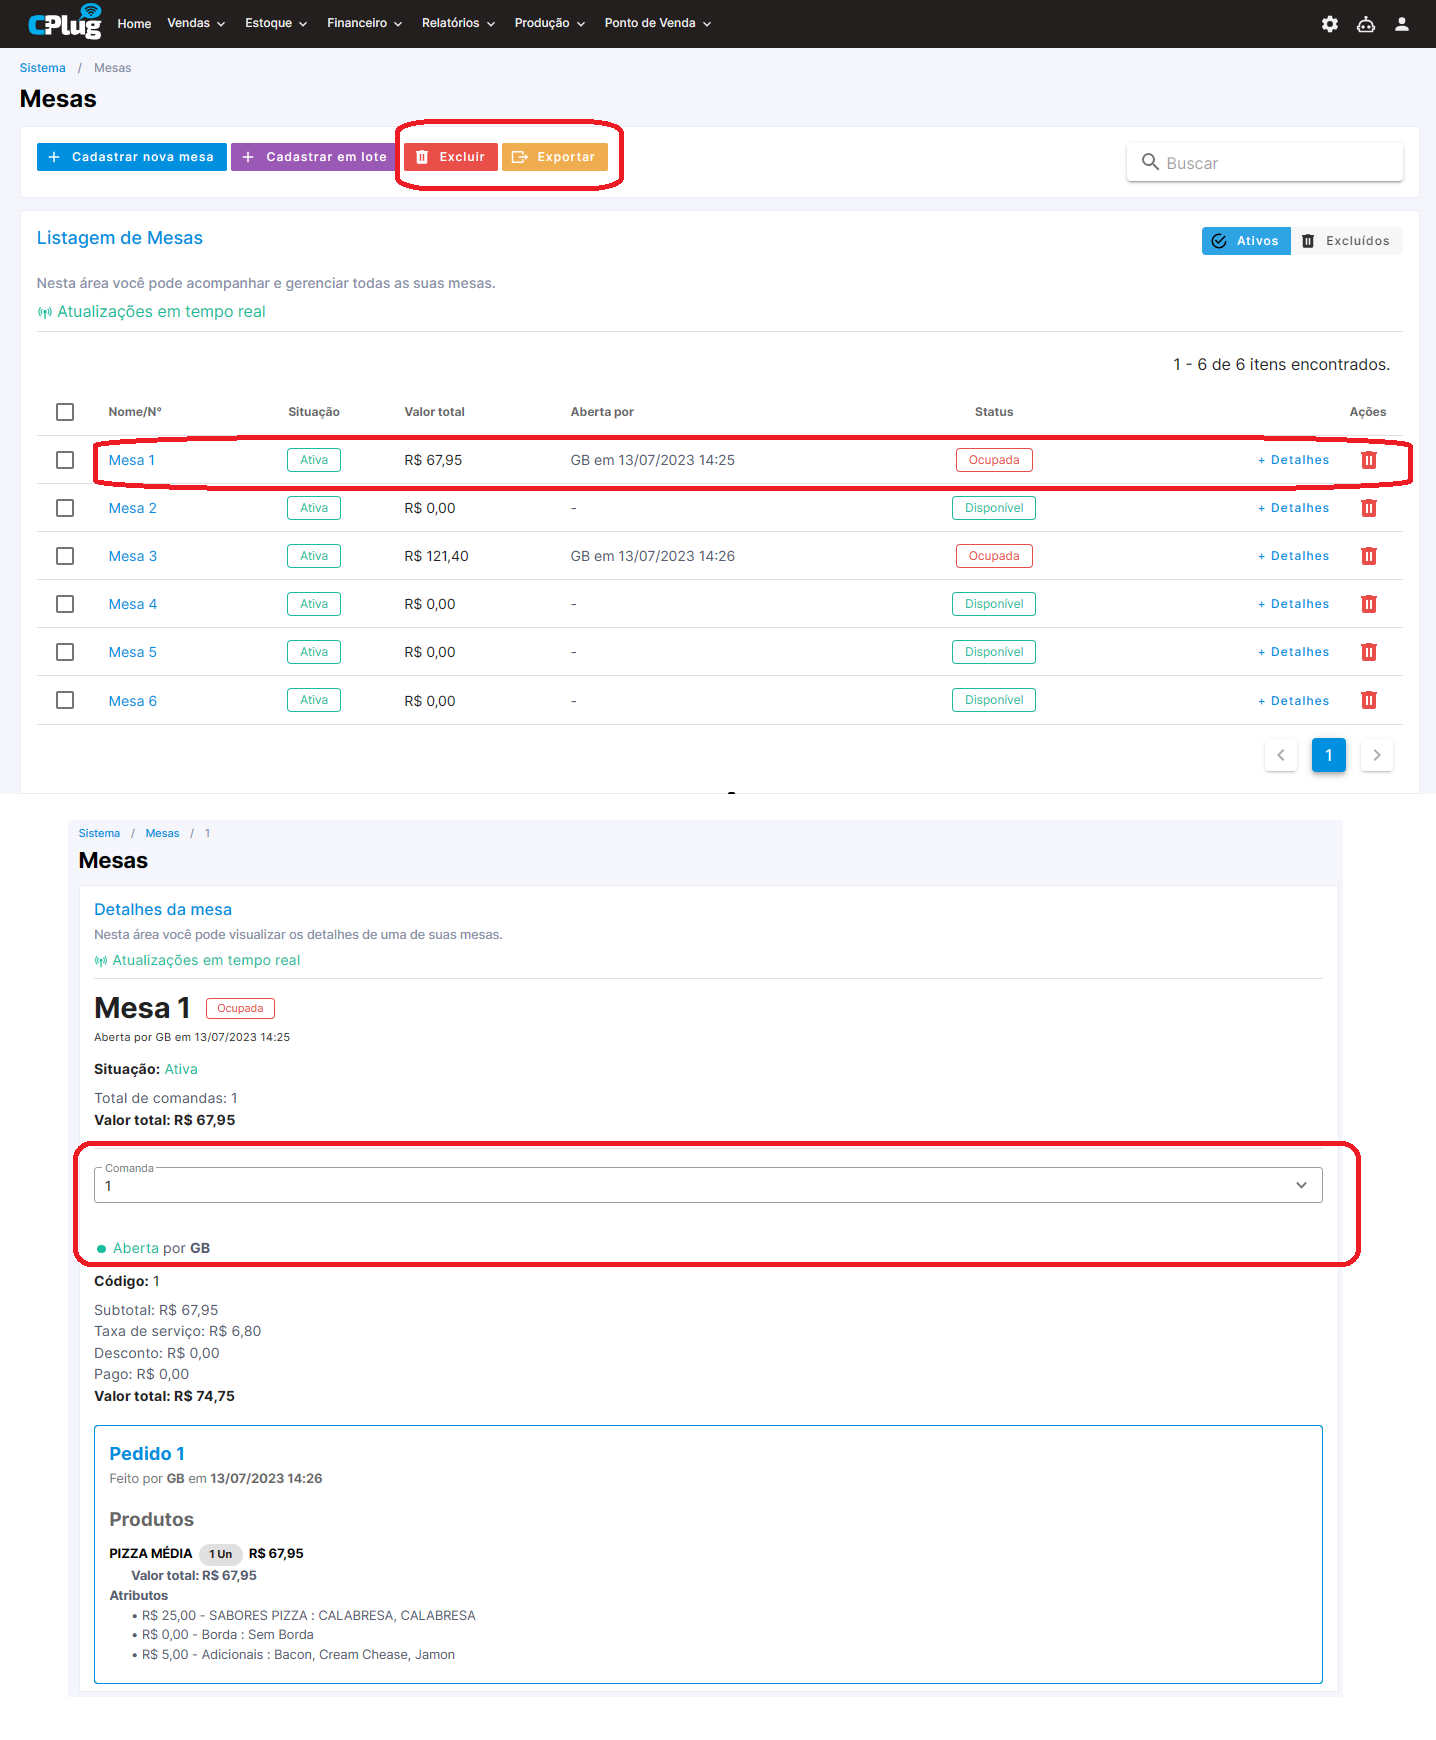 CPlug Home Vendas Estoque Financeiro Relatórios Produção Ponto de Venda
Sistema / Mesas
Mesas
+ Cadastrar nova mesa + Cadastrar em lote Excluir Exportar Buscar
Listagem de Mesas Ativos Excluídos
Nesta área você pode acompanhar e gerenciar todas as suas mesas.
Atualizações em tempo real
1 - 6 de 6 itens encontrados.
Nome/Nº Situação Valor total Aberta por Status Ações
Mesa 1 Ativa R$ 67,95 GB em 13/07/2023 14:25 Ocupada + Detalhes
Mesa 2 Ativa R$ 0,00 - Disponível + Detalhes
Mesa 3 Ativa R$ 121,40 GB em 13/07/2023 14:26 Ocupada + Detalhes
Mesa 4 Ativa R$ 0,00 - Disponível + Detalhes
Mesa 5 Ativa R$ 0,00 - Disponível + Detalhes
Mesa 6 Ativa R$ 0,00 - Disponível + Detalhes
1
Sistema / Mesas / 1
Mesas
Detalhes da mesa
Nesta área você pode visualizar os detalhes de uma de suas mesas.
Atualizações em tempo real
Mesa 1 Ocupada
Aberta por GB em 13/07/2023 14:25
Situação: Ativa
Total de comandas: 1
Valor total: R$ 67,95
Comanda
1
Aberta por GB
Código: 1
Subtotal: R$ 67,95
Taxa de serviço: R$ 6,80
Desconto: R$ 0,00
Pago: R$ 0,00
Valor total: R$ 74,75
Pedido 1
Feito por GB em 13/07/2023 14:26
Produtos
PIZZA MÉDIA 1 Un R$ 67,95
Valor total: R$ 67,95
Atributos
• R$ 25,00 - SABORES PIZZA : CALABRESA, CALABRESA
• R$ 0,00 - Borda : Sem Borda
• R$ 5,00 - Adicionais : Bacon, Cream Chease, Jamon